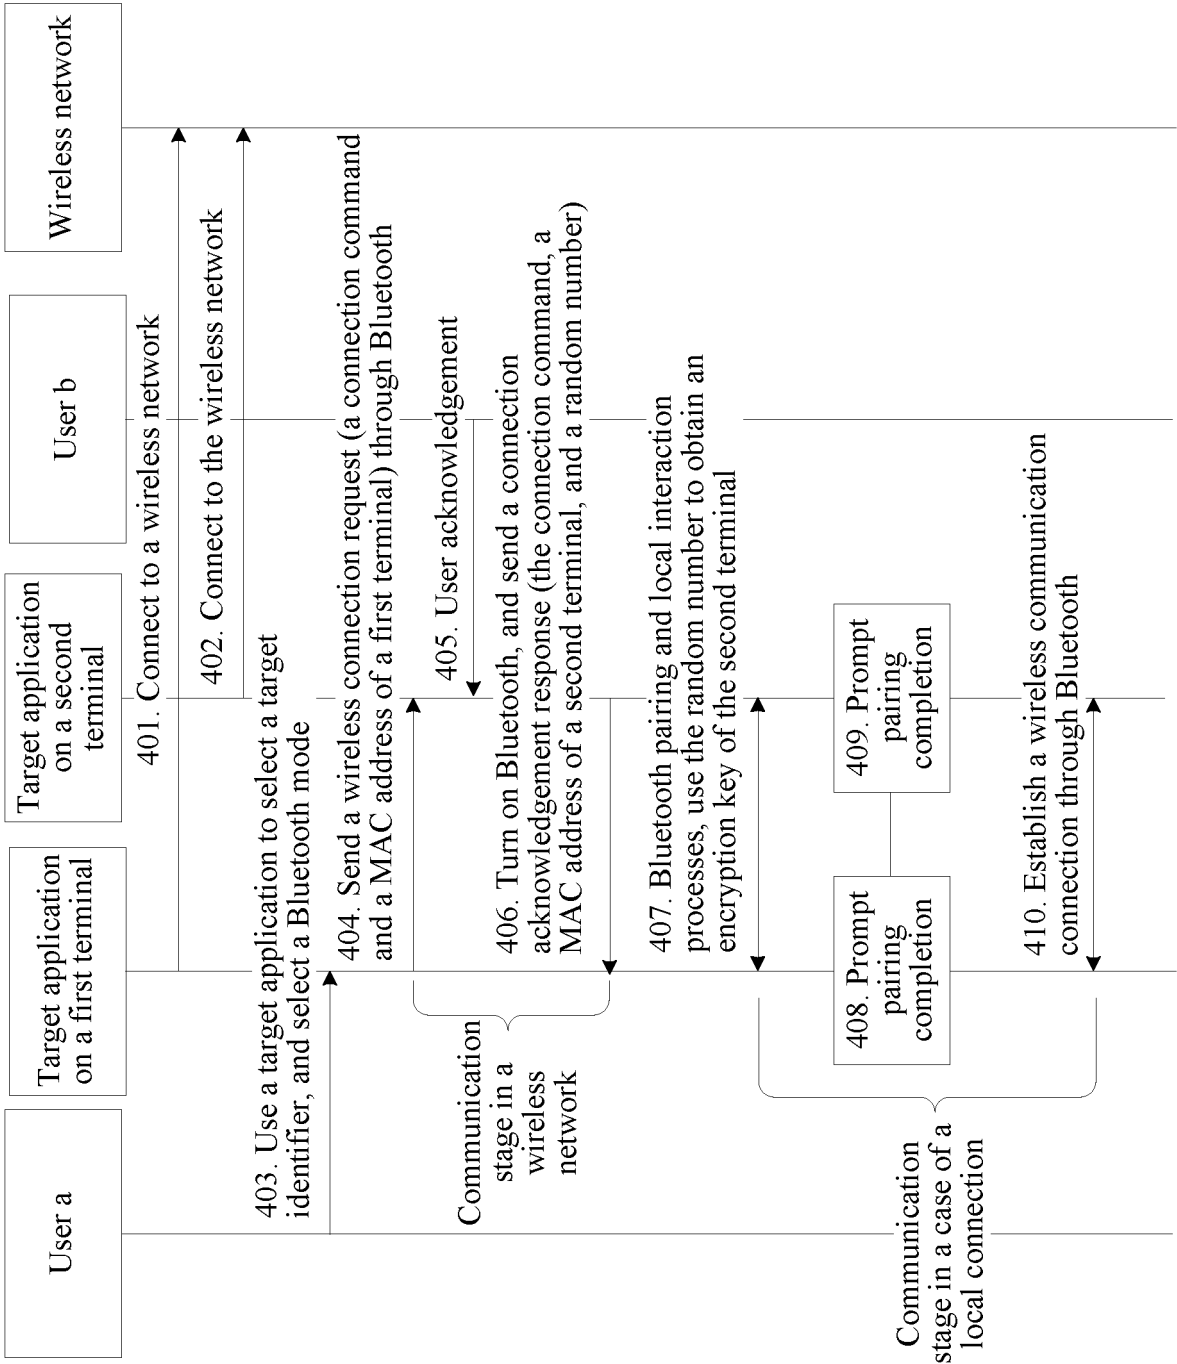 User a
Target application
on a first terminal
Target application
on a second
terminal
User b
Wireless network
401. Connect to a wireless network
402. Connect to the wireless network
403. Use a target application to select a target
identifier, and select a Bluetooth mode
404. Send a wireless connection request (a connection command
and a MAC address of a first terminal) through Bluetooth
405. User acknowledgement
Communication
stage in a
wireless
network
406. Turn on Bluetooth, and send a connection
acknowledgement response (the connection command, a
MAC address of a second terminal, and a random number)
407. Bluetooth pairing and local interaction
processes, use the random number to obtain an
encryption key of the second terminal
408. Prompt
pairing
completion
409. Prompt
pairing
completion
Communication
stage in a case of a
local connection
410. Establish a wireless communication
connection through Bluetooth